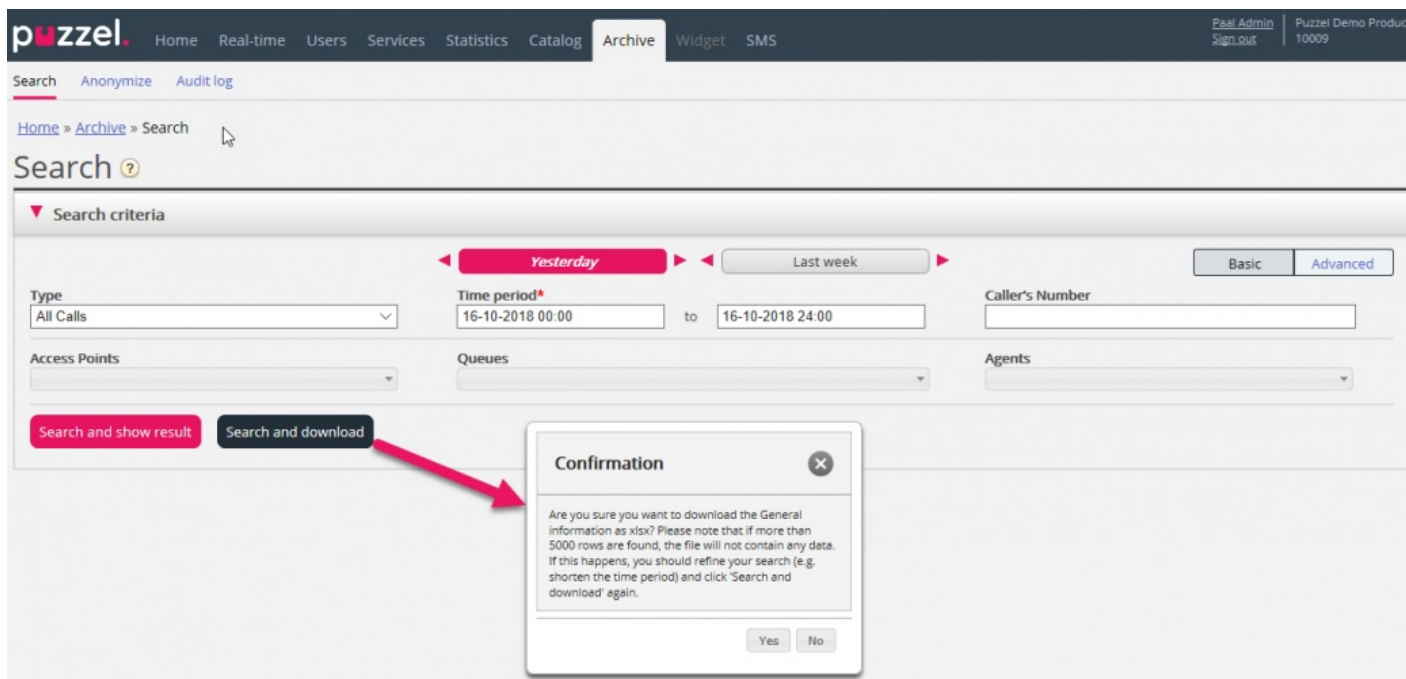 puzzel. Home Real-time Users Services Statistics Catalog Archive Widget SMS
Paal Admin
Sign out
Puzzel Demo Produc
10009
Search Anonymize Audit log
Home » Archive » Search
Search ?
Search criteria
Yesterday Last week Basic Advanced
Type Time period* Caller's Number
All Calls 16-10-2018 00:00 to 16-10-2018 24:00
Access Points Queues Agents
Search and show result Search and download
Confirmation
Are you sure you want to download the General
information as xlsx? Please note that if more than
5000 rows are found, the file will not contain any data.
If this happens, you should refine your search (e.g.
shorten the time period) and click 'Search and
download' again.
Yes No